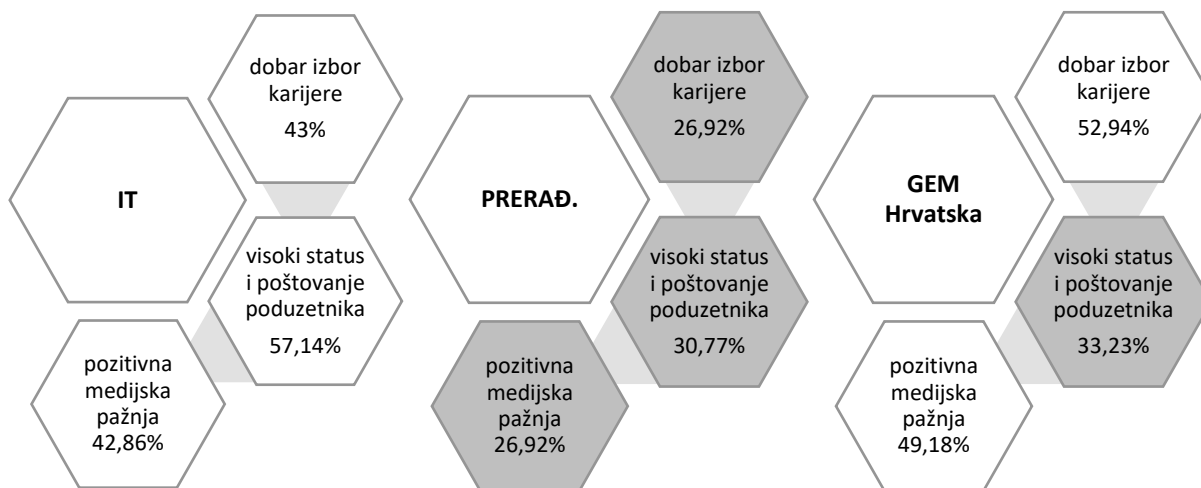 IT
dobar izbor
karijere
43%
visoki status
i poštovanje
poduzetnika
57,14%
pozitivna
medijska
pažnja
42,86%
PRERAĐ.
dobar izbor
karijere
26,92%
visoki status
i poštovanje
poduzetnika
30,77%
pozitivna
medijska
pažnja
26,92%
GEM
Hrvatska
dobar izbor
karijere
52,94%
visoki status
i poštovanje
poduzetnika
33,23%
pozitivna
medijska
pažnja
49,18%